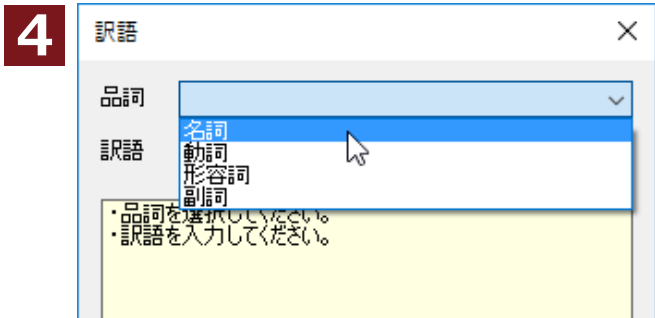 4
訳語
品詞
名詞
訳語
動詞
形容詞
副詞
・品詞を選択してください。
・訳語を入力してください。